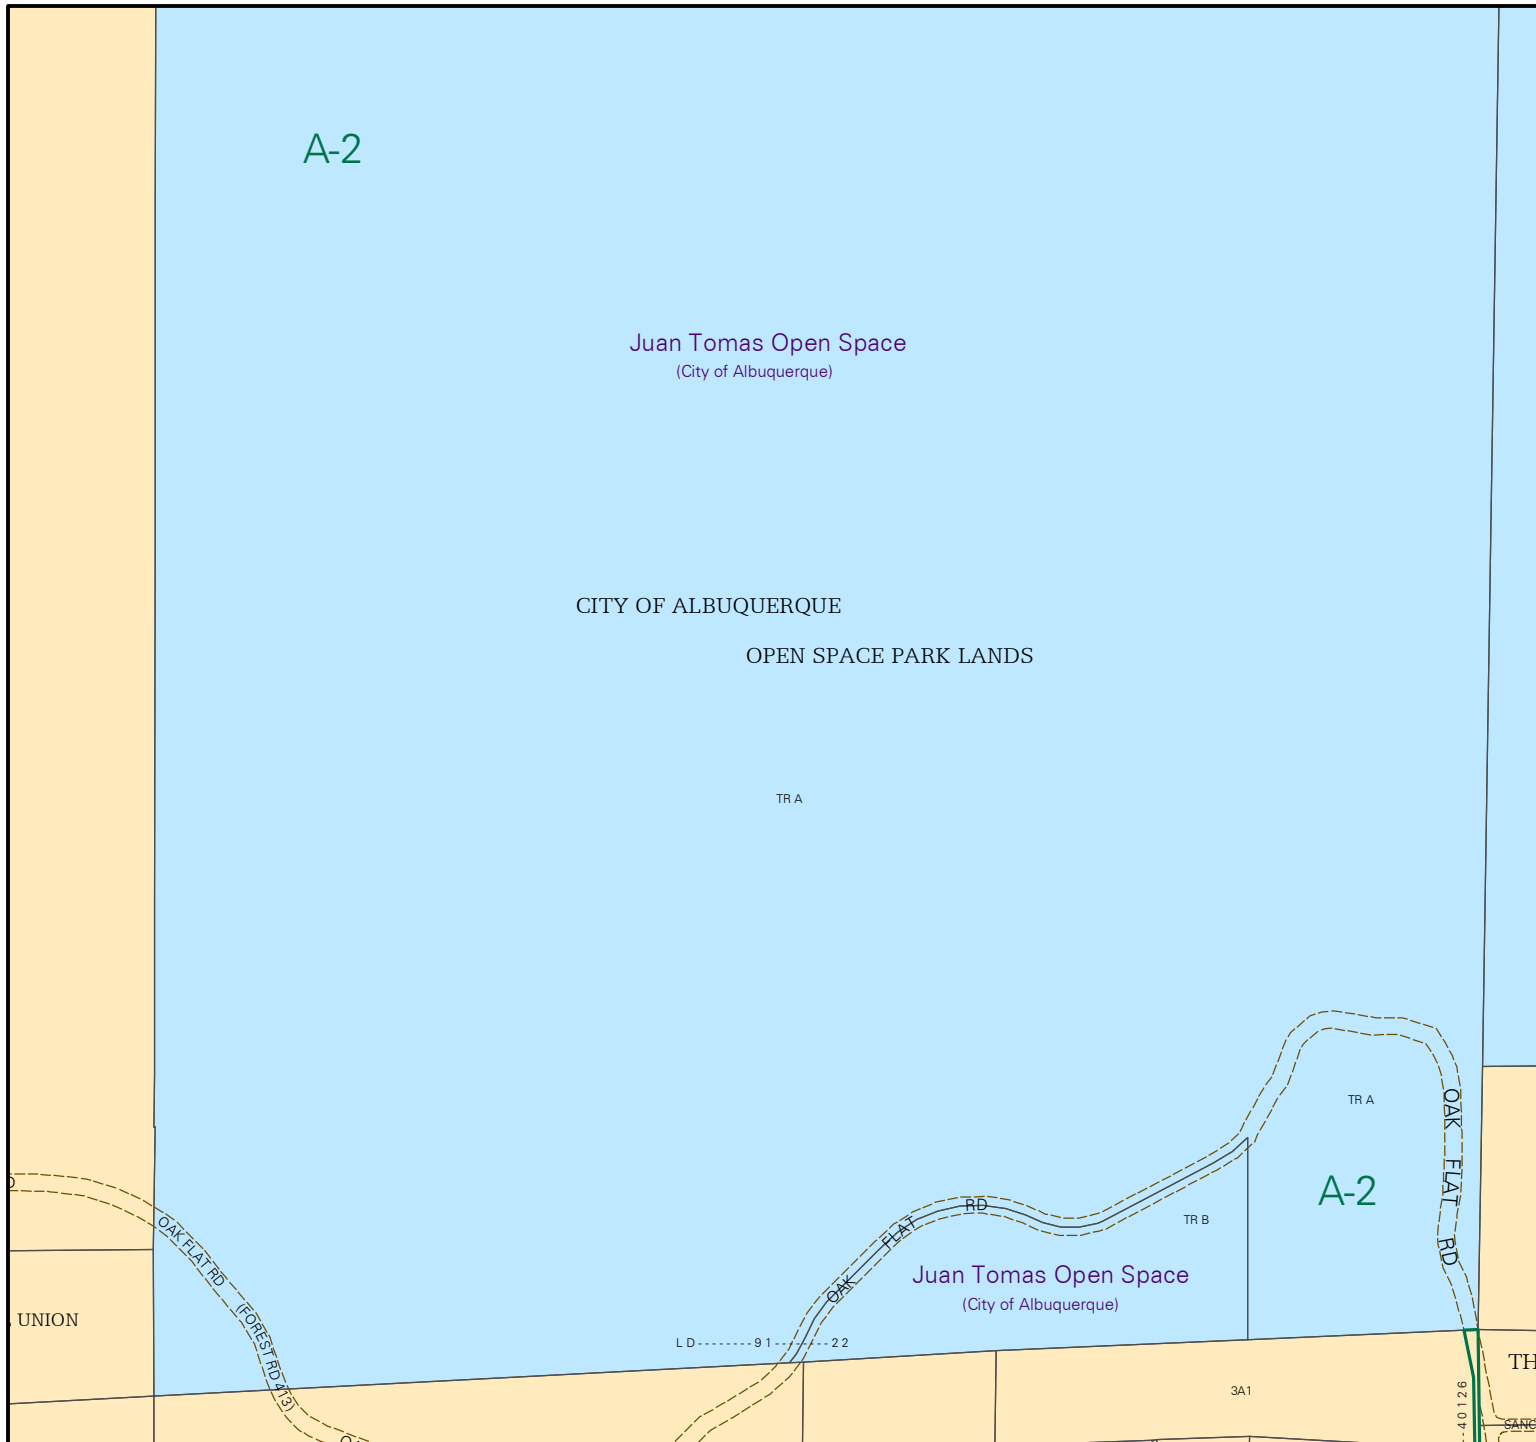 A-2
Juan Tomas Open Space
(City of Albuquerque)
CITY OF ALBUQUERQUE
OPEN SPACE PARK LANDS
TR A
TR A
OAK FLAT RD
A-2
OAK FLAT RD
TR B
Juan Tomas Open Space
(City of Albuquerque)
OAK FLAT RD
(FOREST RD 413)
UNION
LD--------91--------22
3A1
TH
40126
SANC